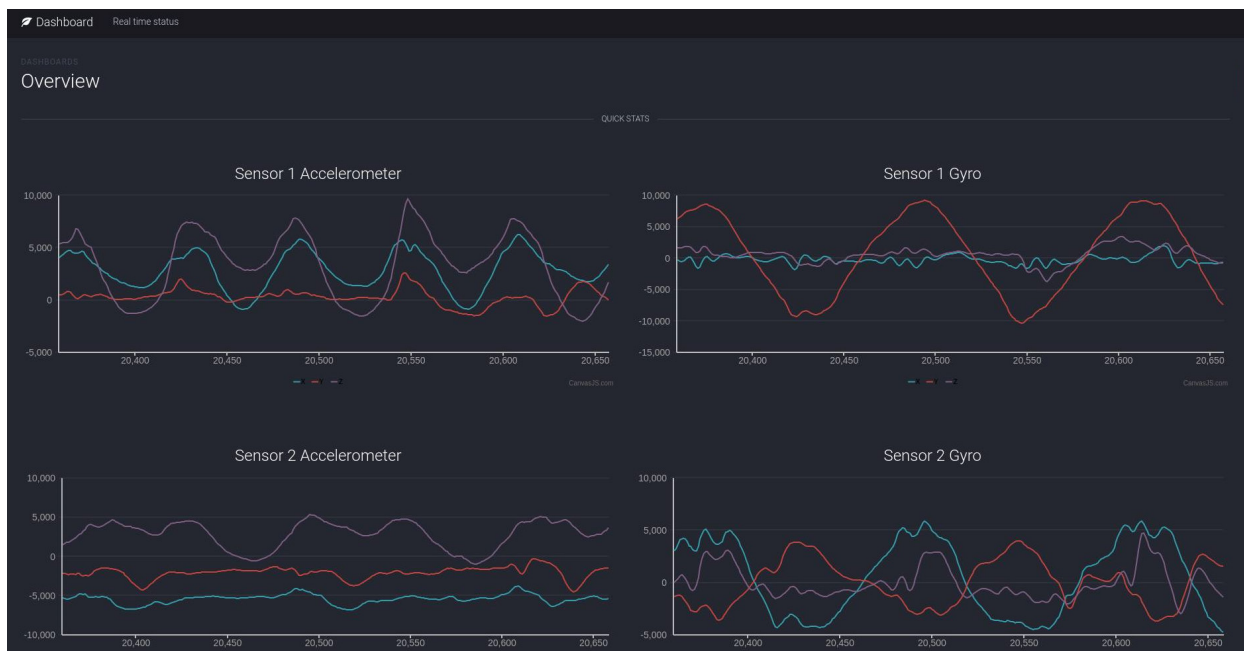 Dashboard Real time status
DASHBOARDS
Overview
QUICK STATS
Sensor 1 Accelerometer
10,000
5,000
0
-5,000
20,400 20,450 20,500 20,550 20,600 20,650
CanvasJS.com
Sensor 1 Gyro
10,000
5,000
0
-5,000
-10,000
-15,000
20,400 20,450 20,500 20,550 20,600 20,650
CanvasJS.com
Sensor 2 Accelerometer
10,000
5,000
0
-5,000
-10,000
20,400 20,450 20,500 20,550 20,600 20,650
Sensor 2 Gyro
10,000
5,000
0
-5,000
20,400 20,450 20,500 20,550 20,600 20,650